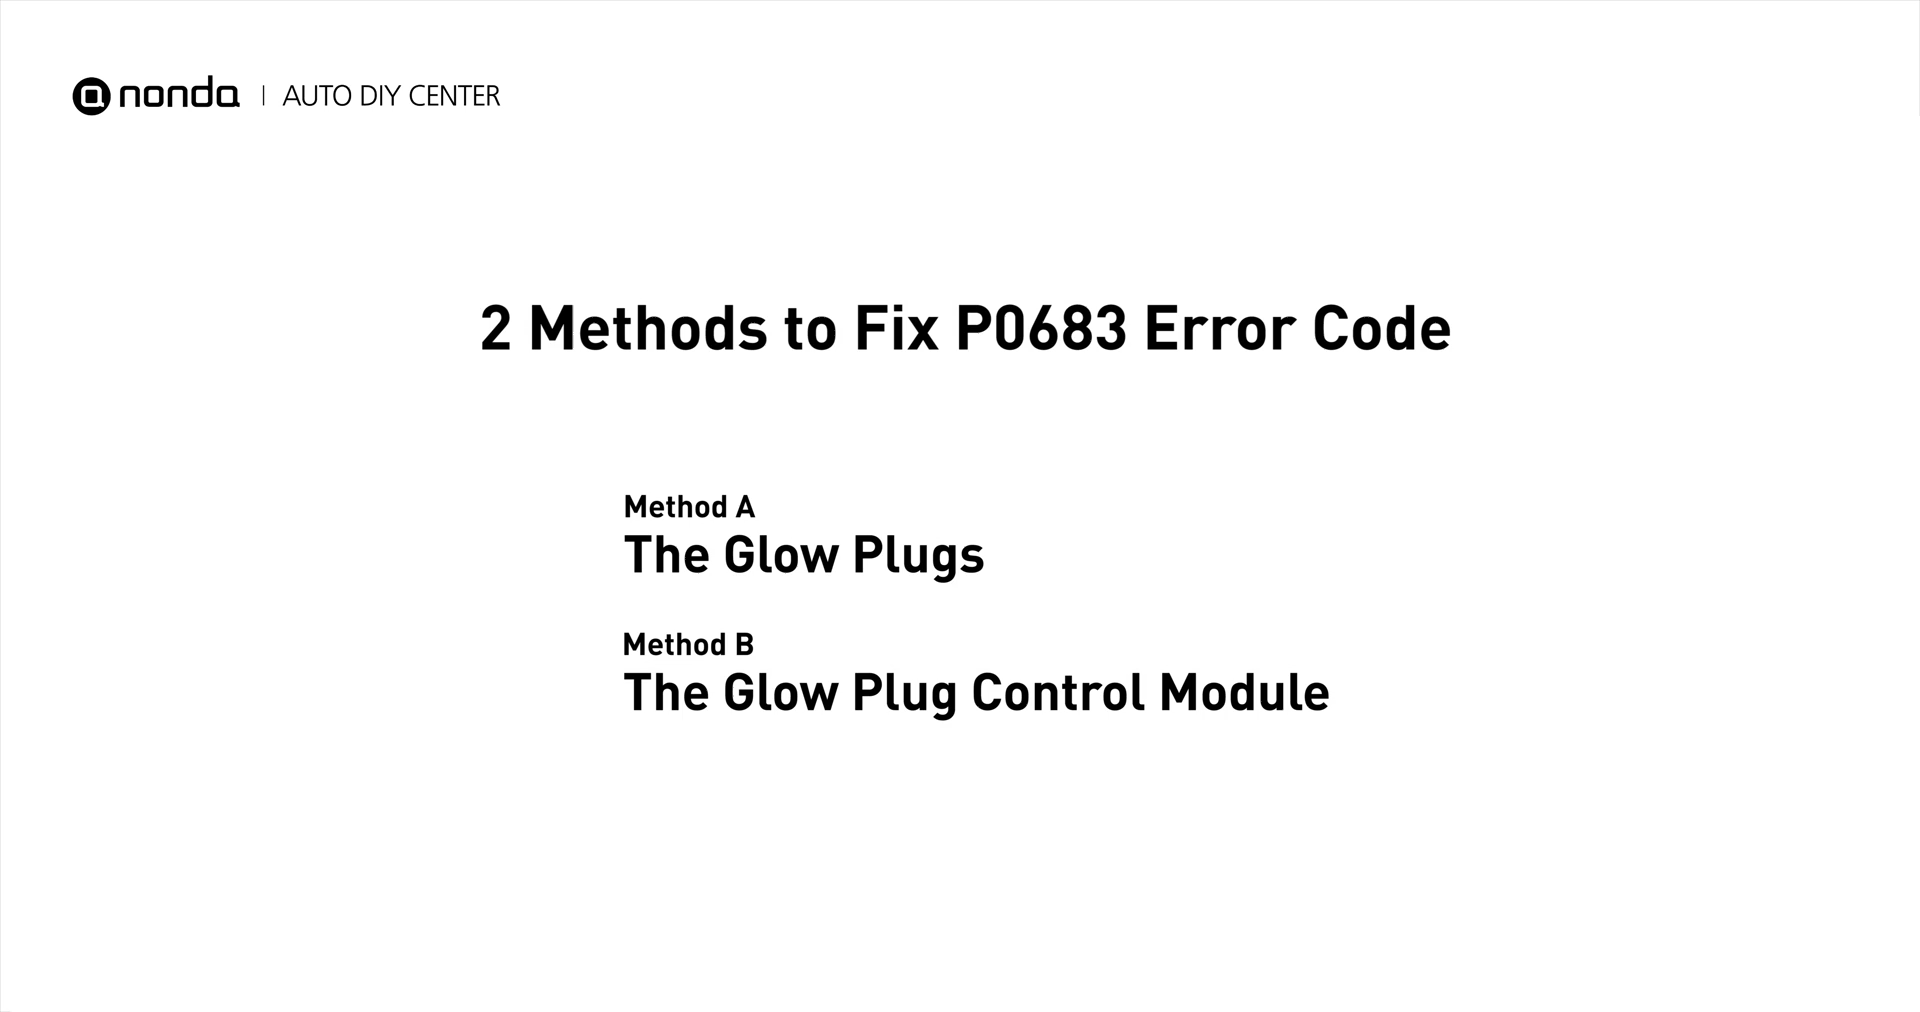 nonda | AUTO DIY CENTER
2 Methods to Fix P0683 Error Code
Method A
The Glow Plugs
Method B
The Glow Plug Control Module